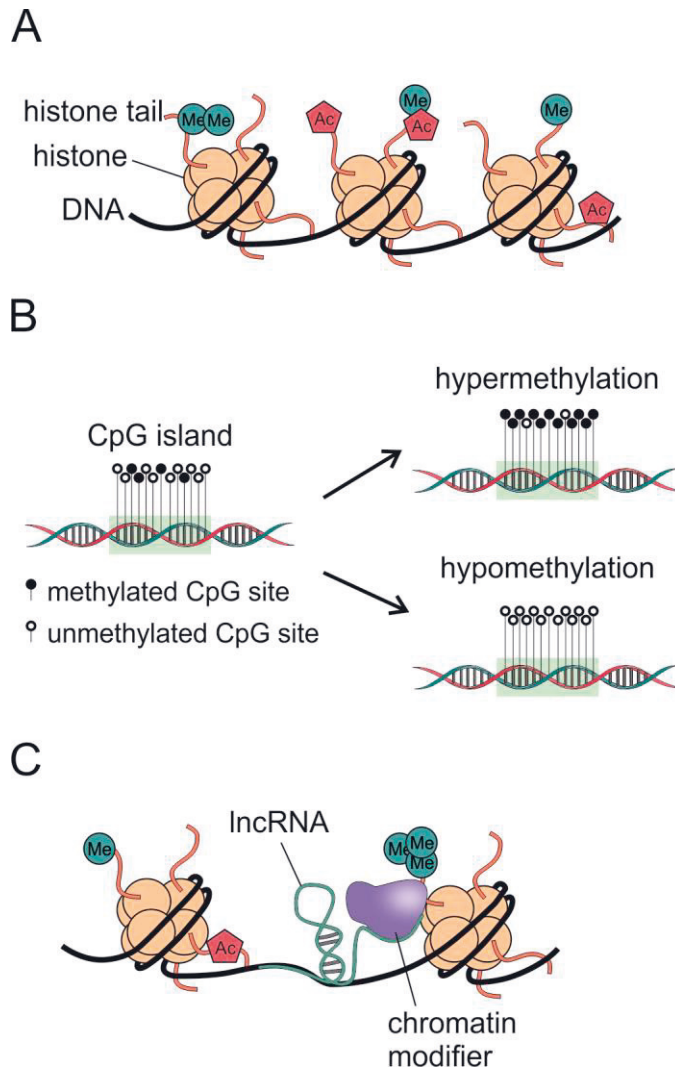 A
histone tail
histone
DNA
Me Me
Ac
Me
Ac
Me
Ac
B
CpG island
methylated CpG site
unmethylated CpG site
hypermethylation
hypomethylation
C
Me
Ac
lncRNA
Me Me
Me
chromatin
modifier